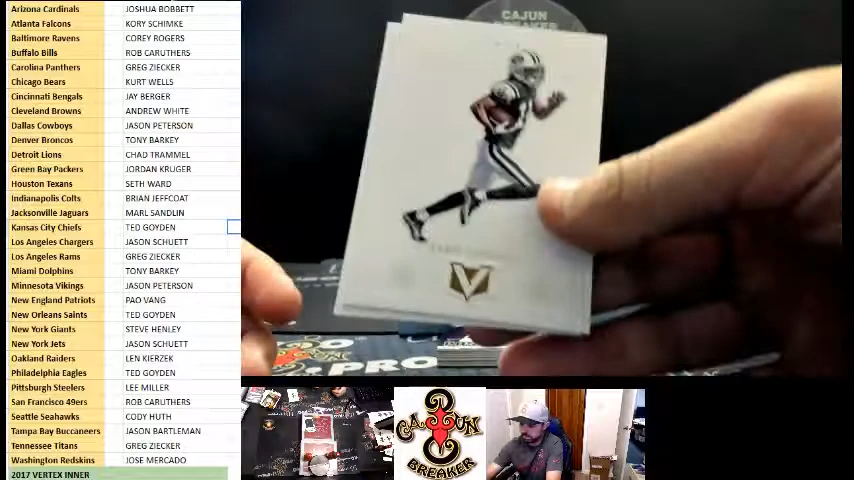 Arizona Cardinals JOSHUA BOBBETT
Atlanta Falcons KORY SCHIMKE
Baltimore Ravens COREY ROGERS
Buffalo Bills ROB CARUTHERS
Carolina Panthers GREG ZIECKER
Chicago Bears KURT WELLS
Cincinnati Bengals JAY BERGER
Cleveland Browns ANDREW WHITE
Dallas Cowboys JASON PETERSON
Denver Broncos TONY BARKEY
Detroit Lions CHAD TRAMMEL
Green Bay Packers JORDAN KRUGER
Houston Texans SETH WARD
Indianapolis Colts BRIAN JEFFCOAT
Jacksonville Jaguars MARL SANDLIN
Kansas City Chiefs TED GOYDEN
Los Angeles Chargers JASON SCHUETT
Los Angeles Rams GREG ZIECKER
Miami Dolphins TONY BARKEY
Minnesota Vikings JASON PETERSON
New England Patriots PAO VANG
New Orleans Saints TED GOYDEN
New York Giants STEVE HENLEY
New York Jets JASON SCHUETT
Oakland Raiders LEN KIERZEK
Philadelphia Eagles TED GOYDEN
Pittsburgh Steelers LEE MILLER
San Francisco 49ers ROB CARUTHERS
Seattle Seahawks CODY HUTH
Tampa Bay Buccaneers JASON BARTLEMAN
Tennessee Titans GREG ZIECKER
Washington Redskins JOSE MERCADO
2017 VERTEX INNER
CAJUN
BREAKER
V
.PRO
CAJUN
BREAKER